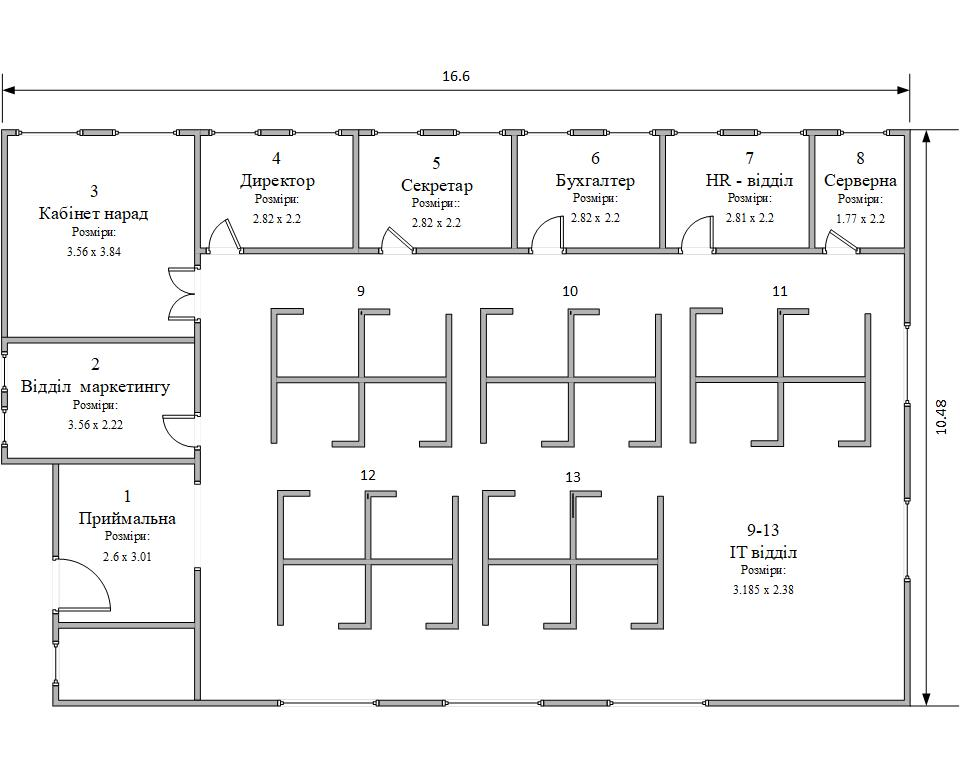 16.6
3
Кабінет нарад
Розміри:
3.56 x 3.84
4
Директор
Розміри:
2.82 x 2.2
5
Секретар
Розміри::
2.82 x 2.2
6
Бухгалтер
Розміри:
2.82 x 2.2
7
HR - відділ
Розміри:
2.81 x 2.2
8
Серверна
Розміри:
1.77 x 2.2
9
10
11
2
Відділ маркетингу
Розміри:
3.56 x 2.22
10.48
12
13
1
Приймальна
Розміри:
2.6 x 3.01
9-13
ІТ відділ
Розміри:
3.185 x 2.38